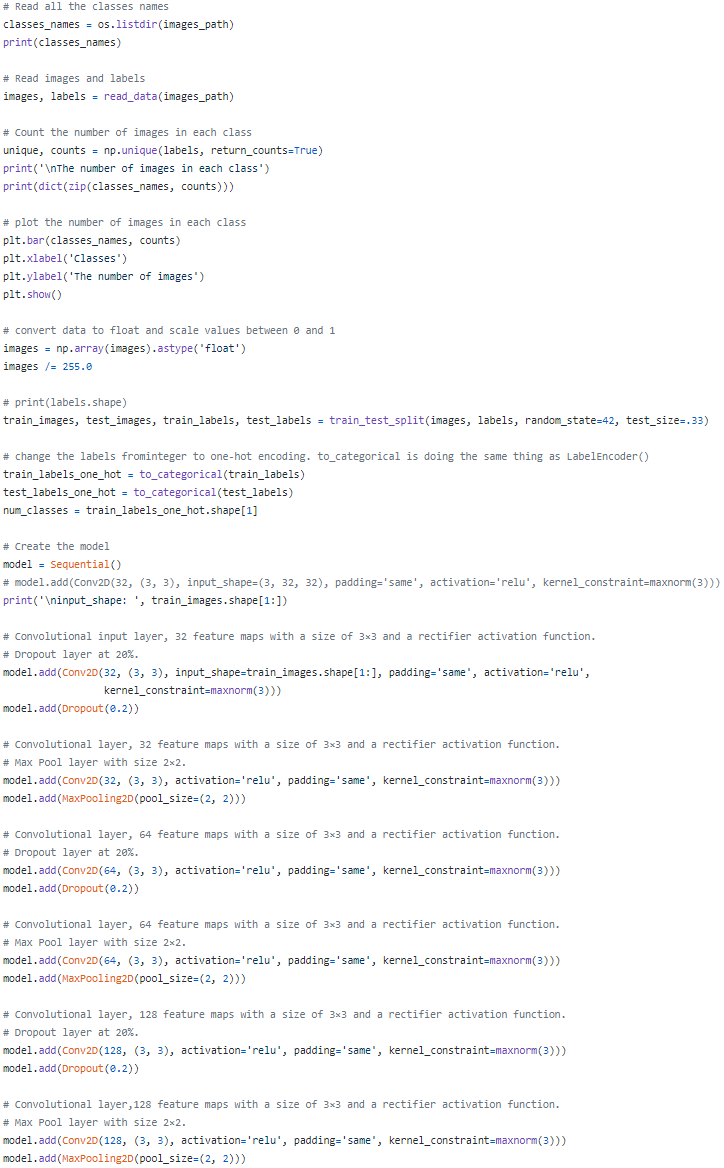 # Read all the classes names
classes_names = os.listdir(images_path)
print(classes_names)

# Read images and labels
images, labels = read_data(images_path)

# Count the number of images in each class
unique, counts = np.unique(labels, return_counts=True)
print('\nThe number of images in each class')
print(dict(zip(classes_names, counts)))

# plot the number of images in each class
plt.bar(classes_names, counts)
plt.xlabel('Classes')
plt.ylabel('The number of images')
plt.show()

# convert data to float and scale values between 0 and 1
images = np.array(images).astype('float')
images /= 255.0

# print(labels.shape)
train_images, test_images, train_labels, test_labels = train_test_split(images, labels, random_state=42, test_size=.33)

# change the labels frominteger to one-hot encoding. to_categorical is doing the same thing as LabelEncoder()
train_labels_one_hot = to_categorical(train_labels)
test_labels_one_hot = to_categorical(test_labels)
num_classes = train_labels_one_hot.shape[1]

# Create the model
model = Sequential()
# model.add(Conv2D(32, (3, 3), input_shape=(3, 32, 32), padding='same', activation='relu', kernel_constraint=maxnorm(3)))
print('\ninput_shape: ', train_images.shape[1:])

# Convolutional input layer, 32 feature maps with a size of 3×3 and a rectifier activation function.
# Dropout layer at 20%.
model.add(Conv2D(32, (3, 3), input_shape=train_images.shape[1:], padding='same', activation='relu',
                 kernel_constraint=maxnorm(3)))
model.add(Dropout(0.2))

# Convolutional layer, 32 feature maps with a size of 3×3 and a rectifier activation function.
# Max Pool layer with size 2×2.
model.add(Conv2D(32, (3, 3), activation='relu', padding='same', kernel_constraint=maxnorm(3)))
model.add(MaxPooling2D(pool_size=(2, 2)))

# Convolutional layer, 64 feature maps with a size of 3×3 and a rectifier activation function.
# Dropout layer at 20%.
model.add(Conv2D(64, (3, 3), activation='relu', padding='same', kernel_constraint=maxnorm(3)))
model.add(Dropout(0.2))

# Convolutional layer, 64 feature maps with a size of 3×3 and a rectifier activation function.
# Max Pool layer with size 2×2.
model.add(Conv2D(64, (3, 3), activation='relu', padding='same', kernel_constraint=maxnorm(3)))
model.add(MaxPooling2D(pool_size=(2, 2)))

# Convolutional layer, 128 feature maps with a size of 3×3 and a rectifier activation function.
# Dropout layer at 20%.
model.add(Conv2D(128, (3, 3), activation='relu', padding='same', kernel_constraint=maxnorm(3)))
model.add(Dropout(0.2))

# Convolutional layer,128 feature maps with a size of 3×3 and a rectifier activation function.
# Max Pool layer with size 2×2.
model.add(Conv2D(128, (3, 3), activation='relu', padding='same', kernel_constraint=maxnorm(3)))
model.add(MaxPooling2D(pool_size=(2, 2)))